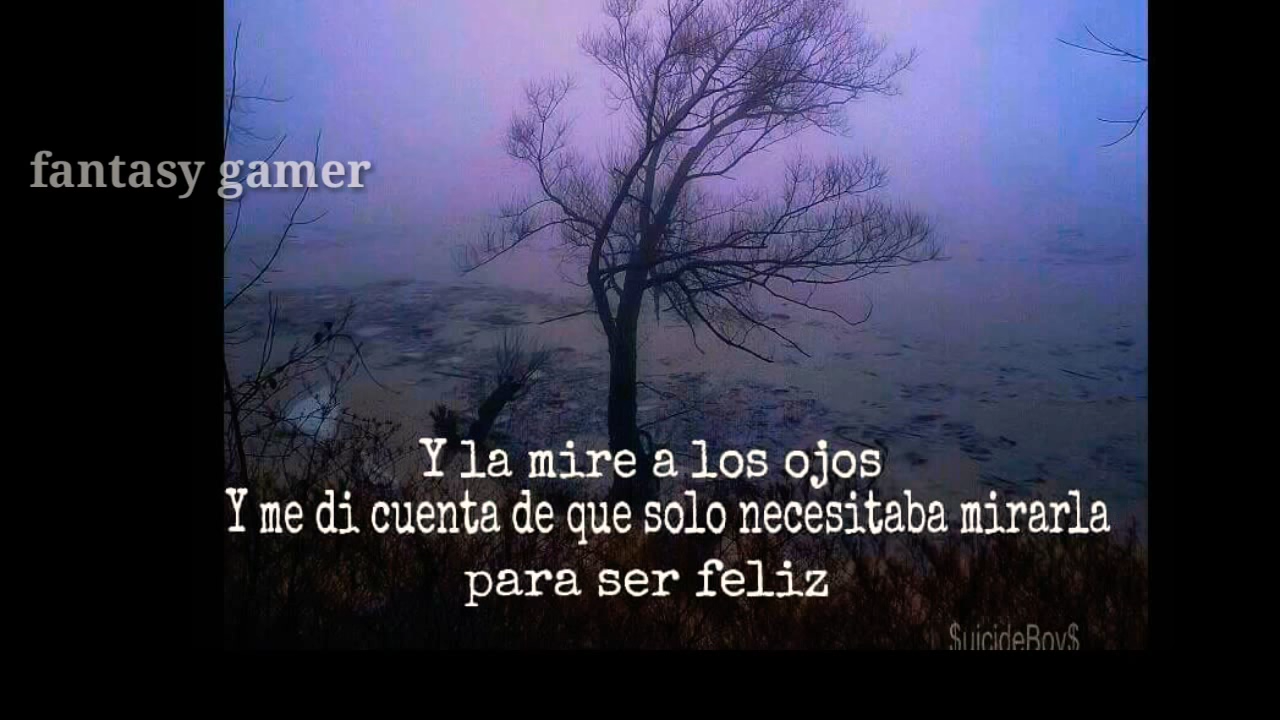 fantasy gamer
Y la mire a los ojos
Y me di cuenta de que solo necesitaba mirarla
para ser feliz
$uicideBoy$